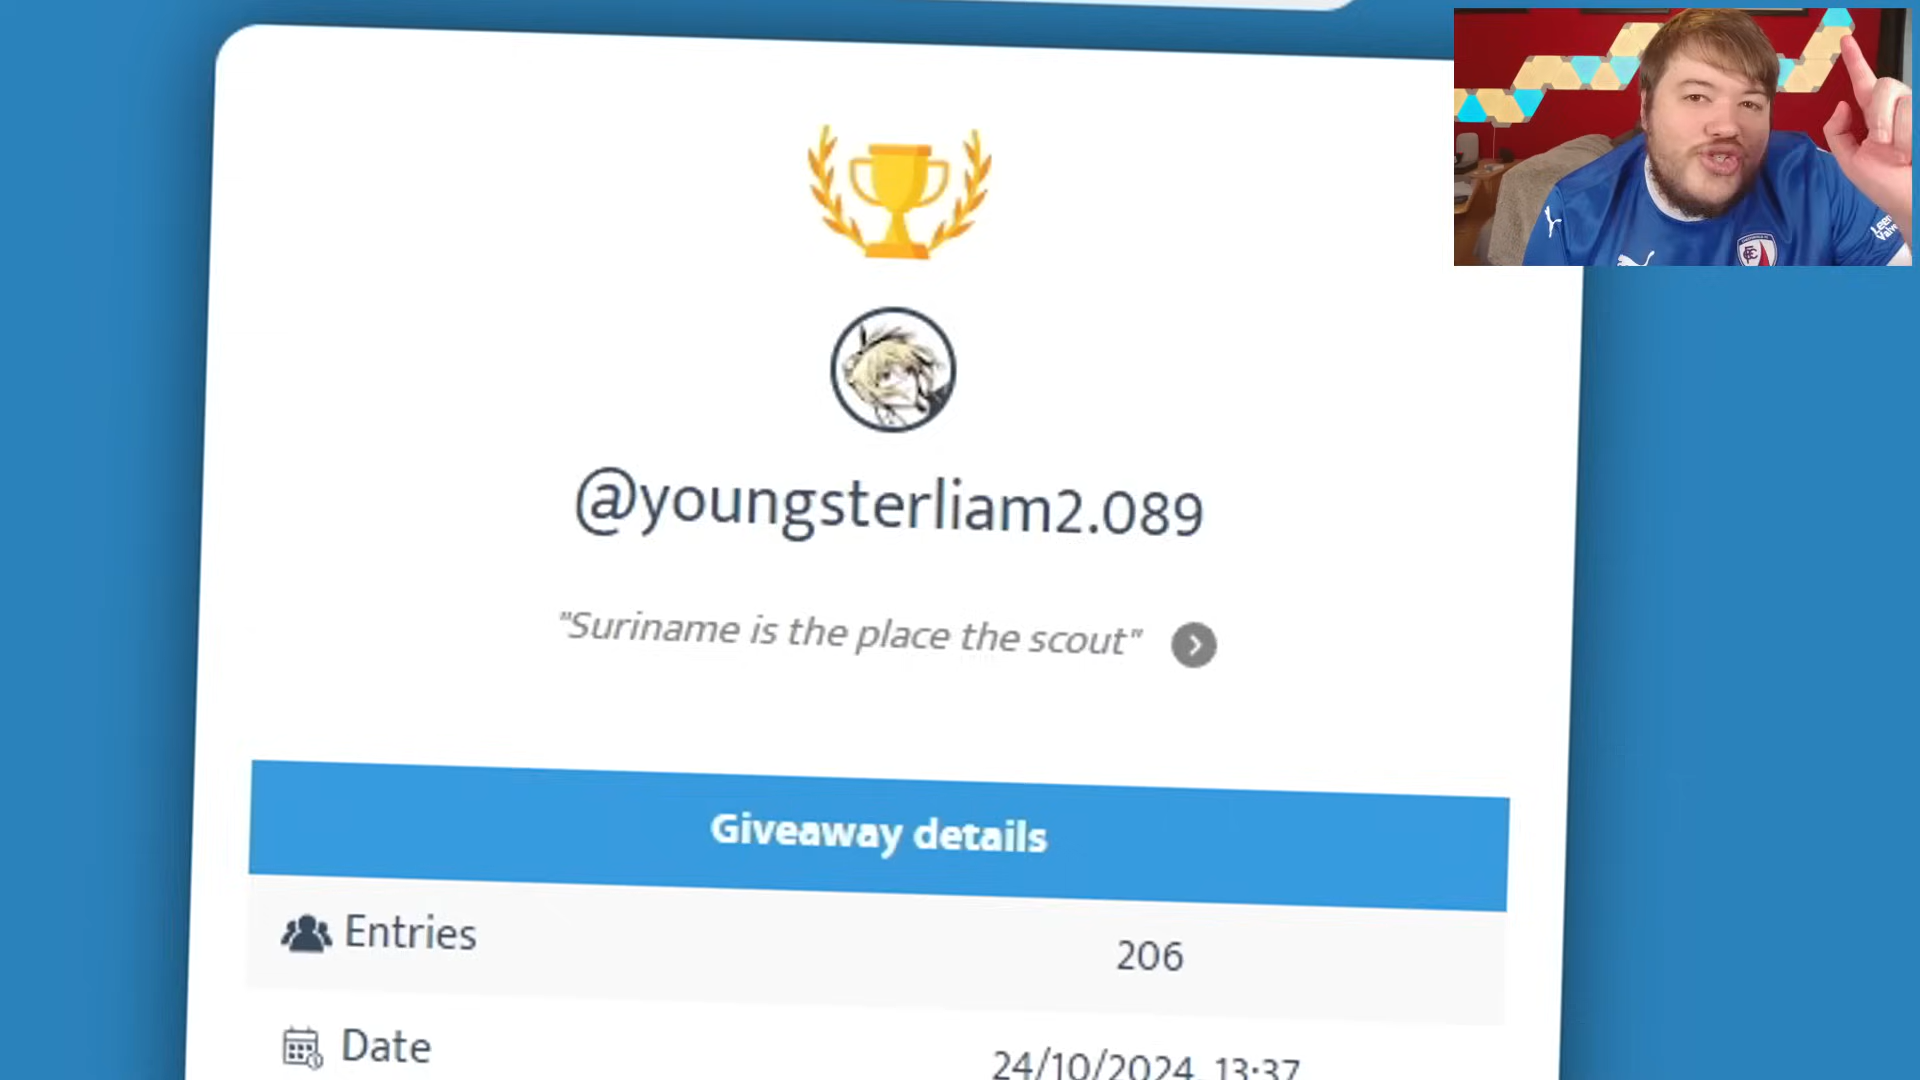 @youngsterliam2.089
"Suriname is the place the scout"
Giveaway details
Entries
206
Date
24/10/2024, 13:37